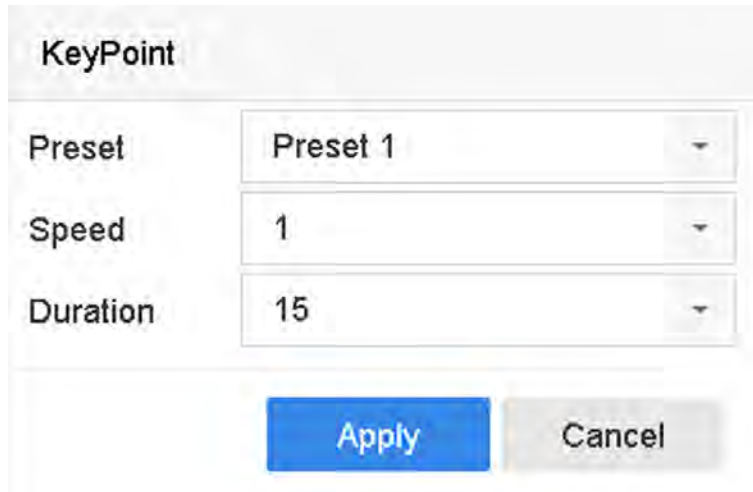 KeyPoint
Preset Preset 1
Speed 1
Duration 15
Apply Cancel